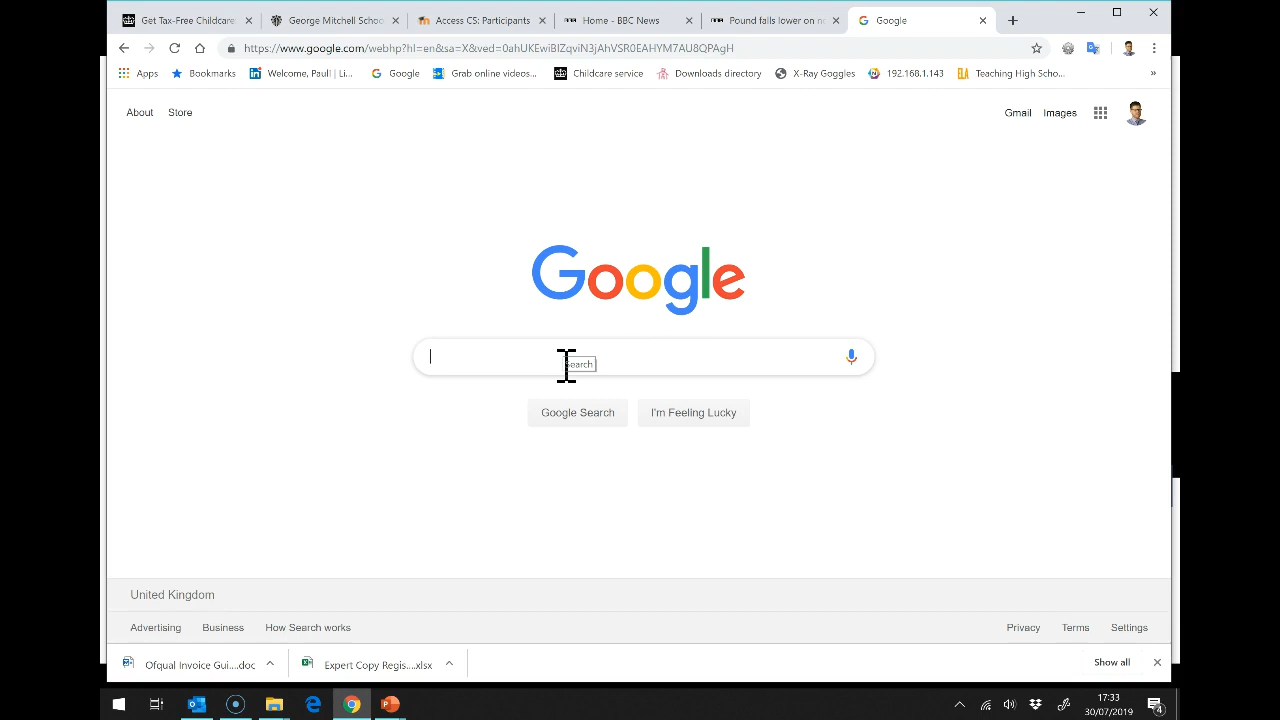 Get Tax-Free Childcare:
George Mitchell Schoo
Access CS: Participants
Home - BBC News
Pound falls lower on no
Google
https://www.google.com/webhp?hl=en&sa=X&ved=0ahUKEwiBIZqviN3jAhVSR0EAHYM7AU8QPAgH
Apps
Bookmarks
Welcome, Paul! | Li...
Google
Grab online videos...
Childcare service
Downloads directory
X-Ray Goggles
192.168.1.143
ELA
Teaching High Scho...
»
About
Store
Gmail
Images
Google
Search
Google Search
I'm Feeling Lucky
United Kingdom
Advertising
Business
How Search works
Privacy
Terms
Settings
Ofqual Invoice Gui....doc
Expert Copy Regis....xlsx
Show all
17:33
30/07/2019
4